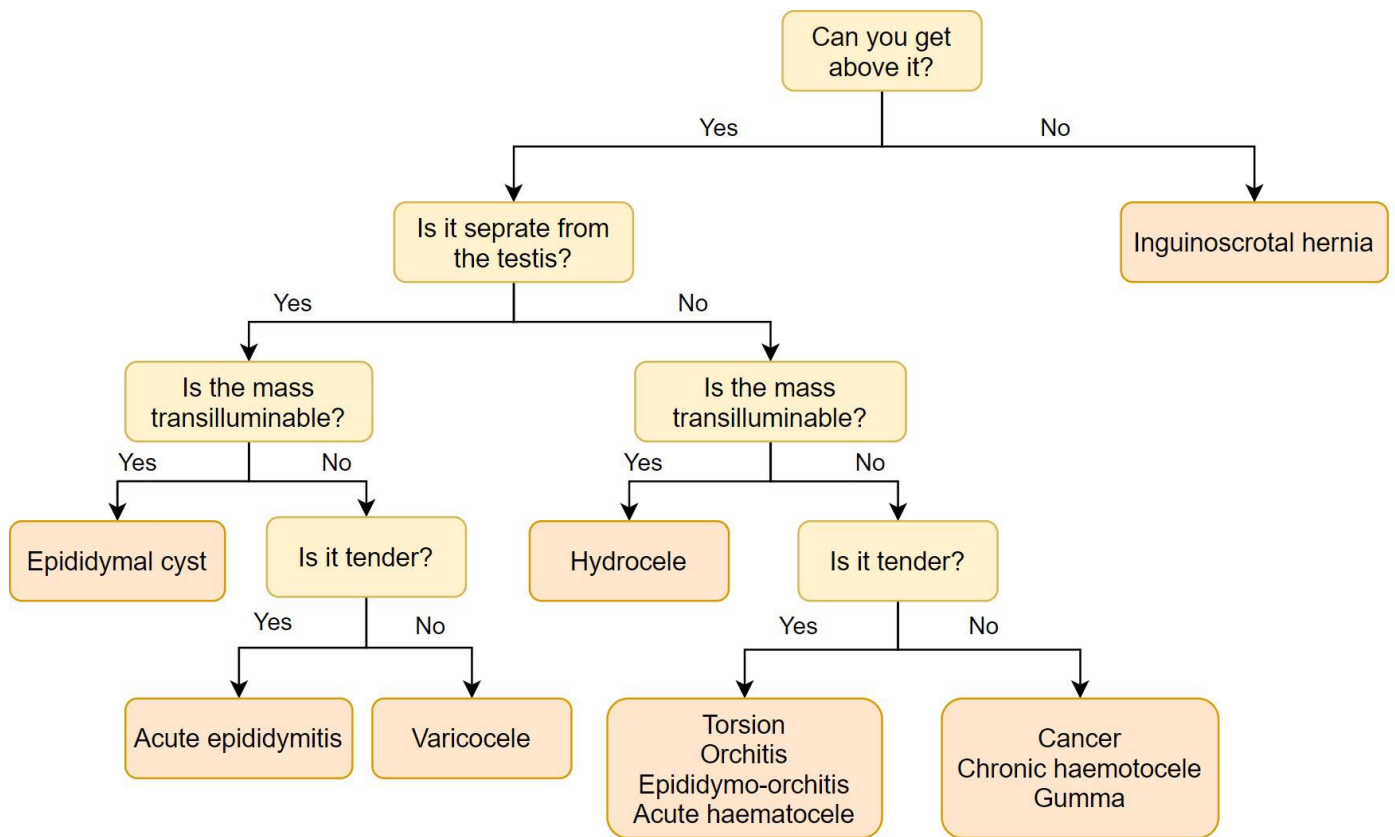 Can you get
above it?
Yes
No
Is it seprate from
the testis?
Inguinoscrotal hernia
Yes
No
Is the mass
transilluminable?
Is the mass
transilluminable?
Yes
No
Yes
No
Epididymal cyst
Is it tender?
Hydrocele
Is it tender?
Yes
No
Yes
No
Acute epididymitis
Varicocele
Torsion
Orchitis
Epididymo-orchitis
Acute haematocele
Cancer
Chronic haemotocele
Gumma